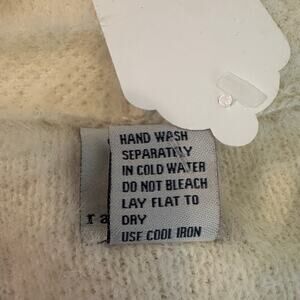 HAND WASH
SEPARATELY
IN COLD WATER
DO NOT BLEACH
LAY FLAT TO
DRY
USE COOL IRON
r a